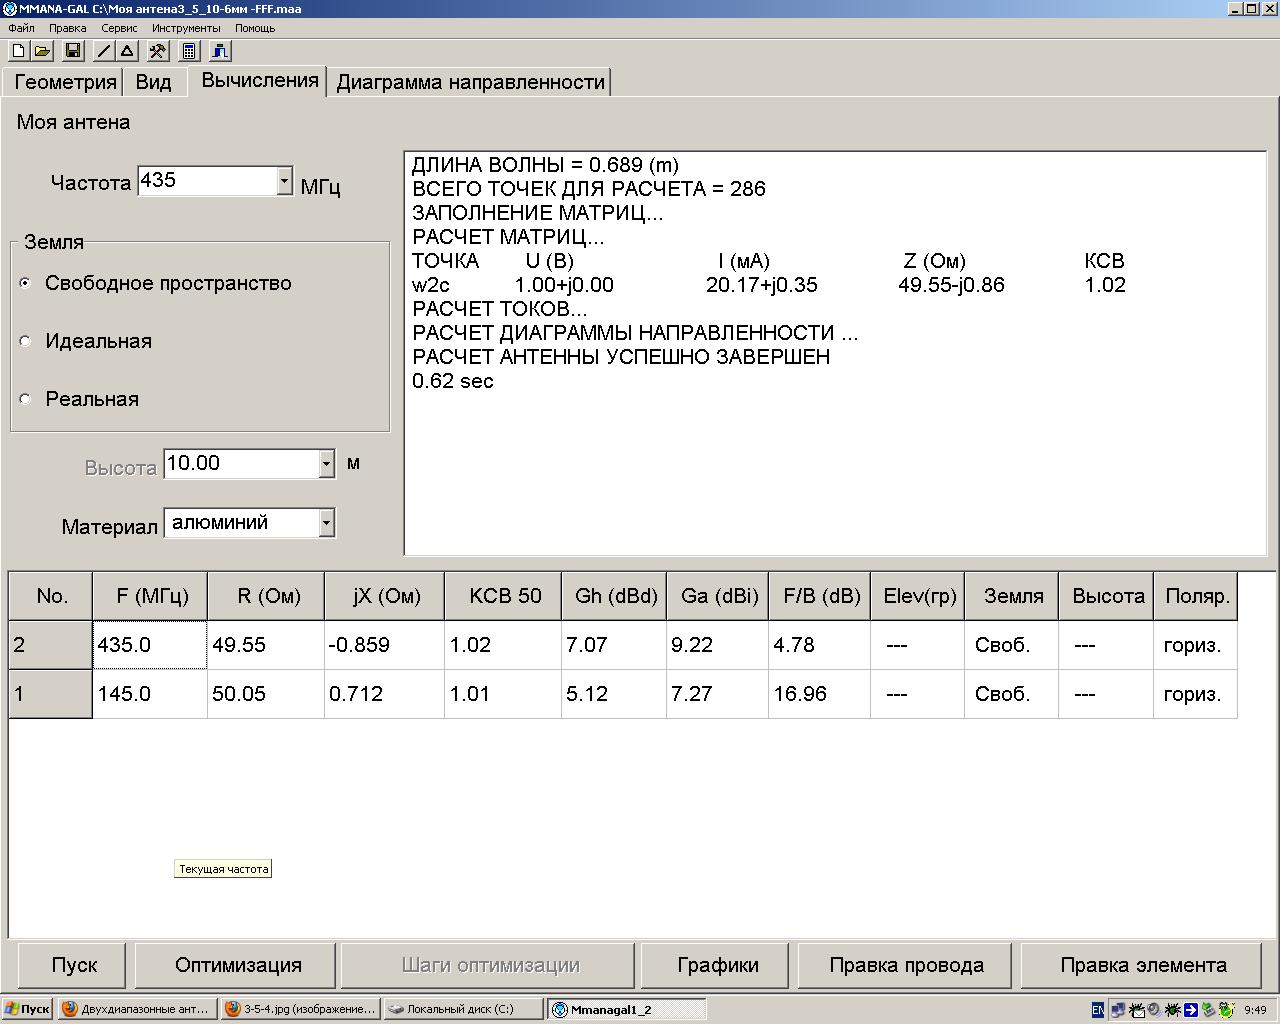 MMANA-GAL C:\Моя антена3_5_10-6мм -FFF.maa
Файл Правка Сервис Инструменты Помощь
Геометрия Вид Вычисления Диаграмма направленности
Моя антена
Частота 435 МГц
Земля
Свободное пространство
Идеальная
Реальная
Высота 10.00 м
Материал алюминий
ДЛИНА ВОЛНЫ = 0.689 (m)
ВСЕГО ТОЧЕК ДЛЯ РАСЧЕТА = 286
ЗАПОЛНЕНИЕ МАТРИЦ...
РАСЧЕТ МАТРИЦ...
ТОЧКА U (В) I (мА) Z (Ом) КСВ
w2c 1.00+j0.00 20.17+j0.35 49.55-j0.86 1.02
РАСЧЕТ ТОКОВ...
РАСЧЕТ ДИАГРАММЫ НАПРАВЛЕННОСТИ ...
РАСЧЕТ АНТЕННЫ УСПЕШНО ЗАВЕРШЕН
0.62 sec
No. F (МГц) R (Ом) jX (Ом) КСВ 50 Gh (dBd) Ga (dBi) F/B (dB) Elev(гр) Земля Высота Поляр.
2 435.0 49.55 -0.859 1.02 7.07 9.22 4.78 --- Своб. --- гориз.
1 145.0 50.05 0.712 1.01 5.12 7.27 16.96 --- Своб. --- гориз.
Текущая частота
Пуск Оптимизация Шаги оптимизации Графики Правка провода Правка элемента
Пуск Двухдиапазонные ант... 3-5-4.jpg (изображение... Локальный диск (C:) Mmanagal1_2 EN 9:49